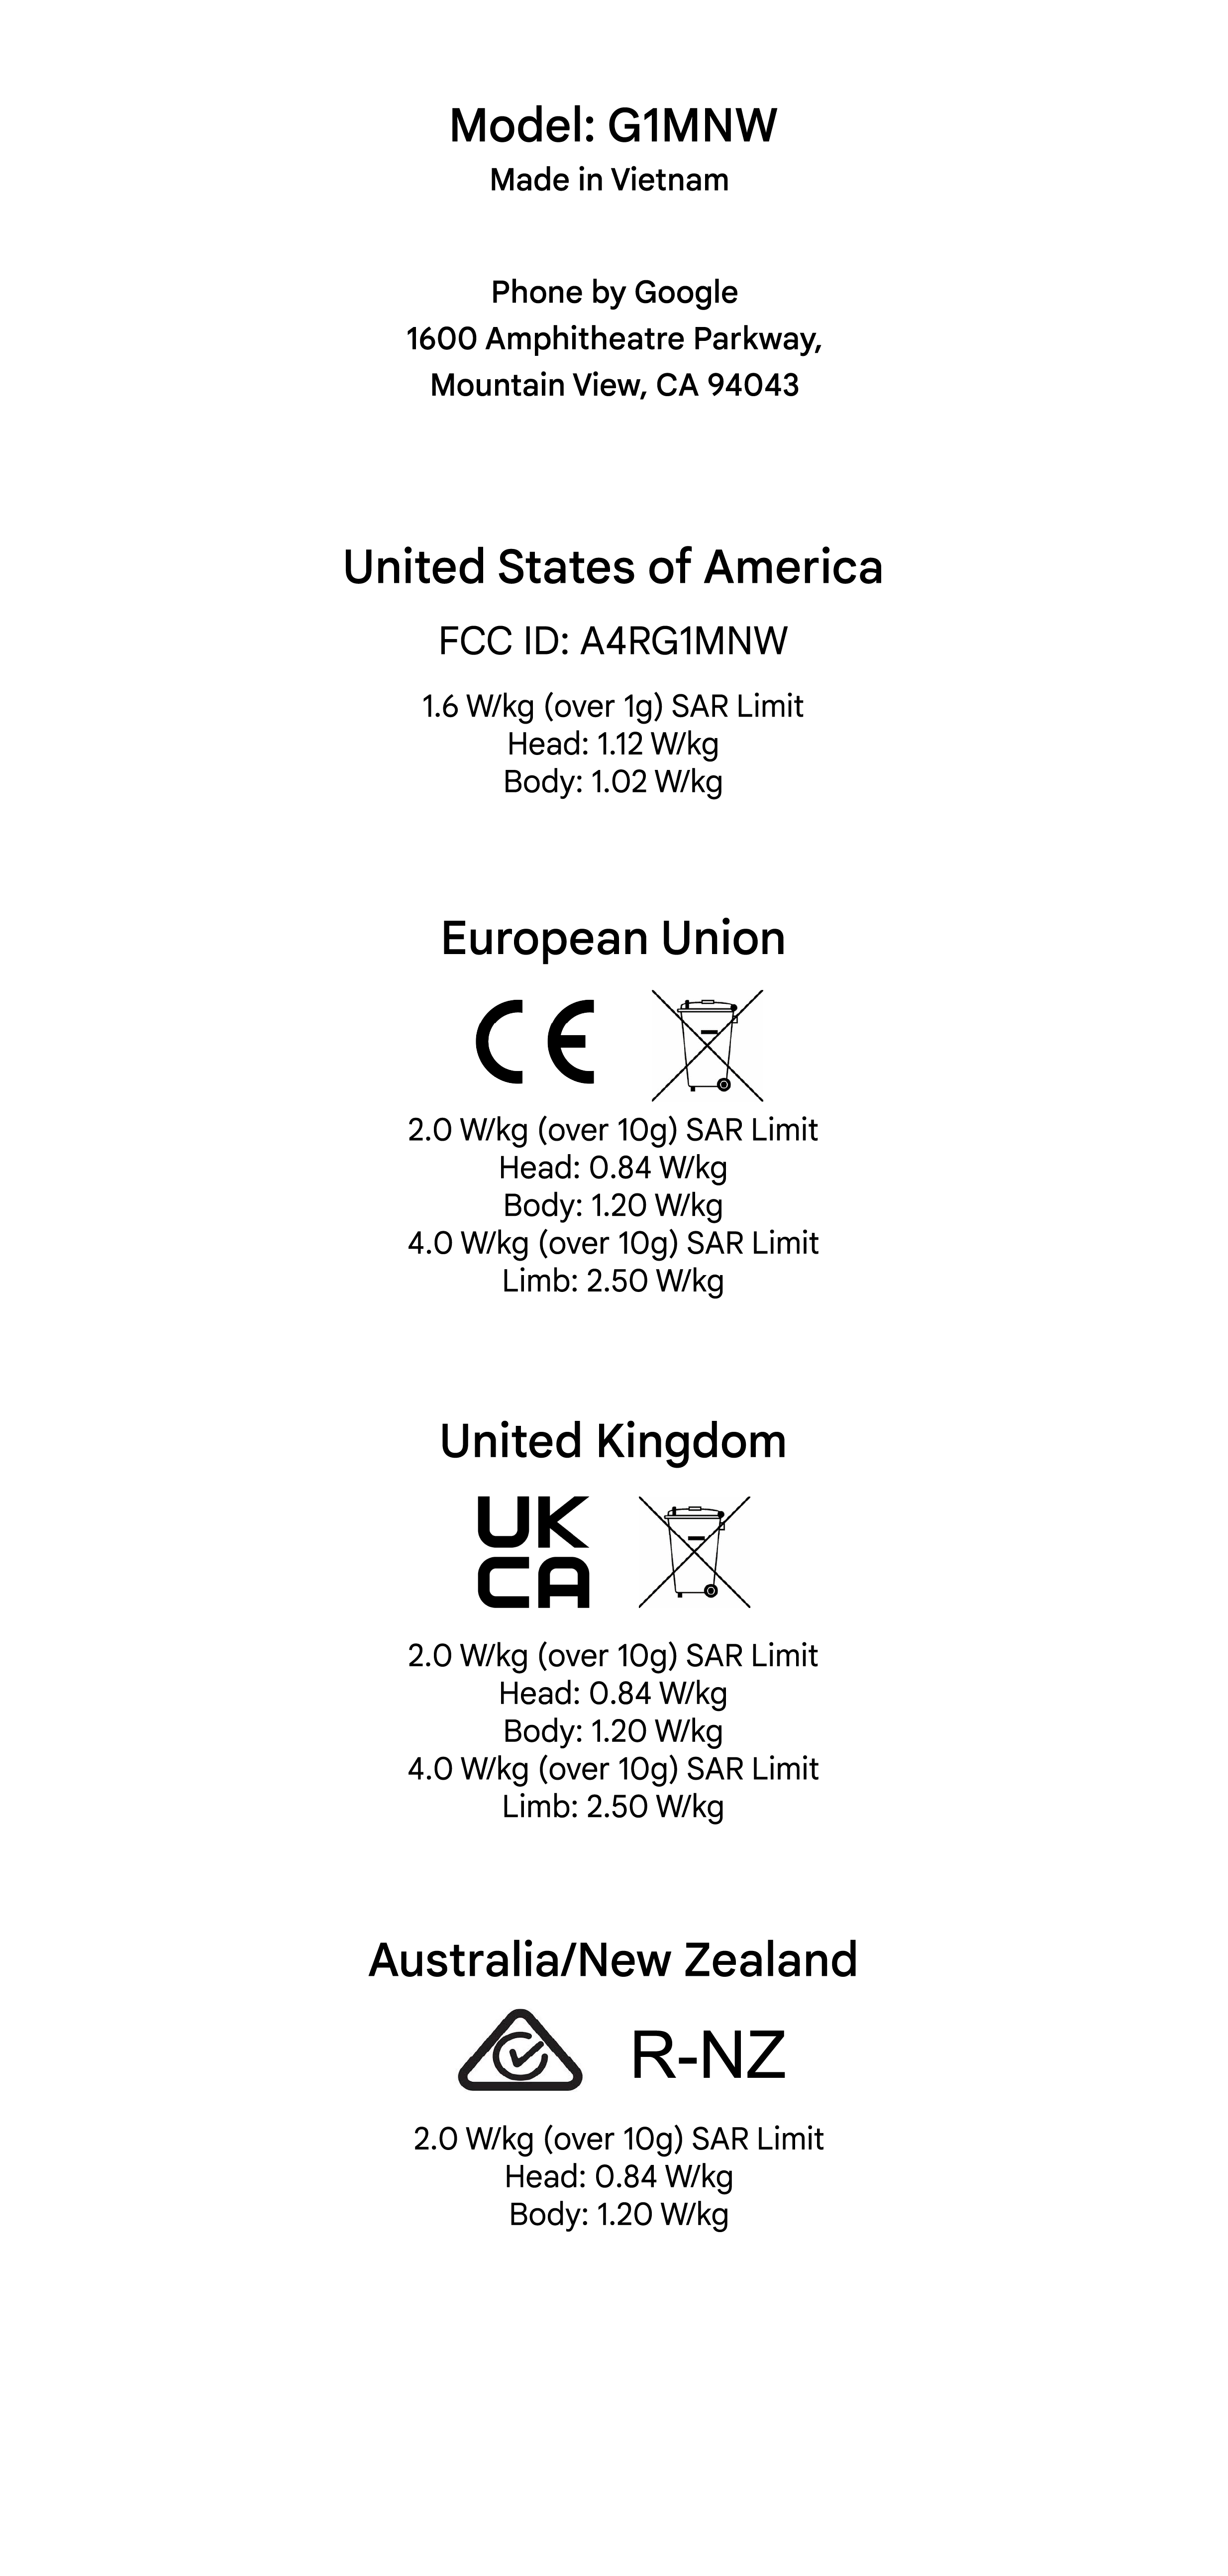 Model: G1MNW
Made in Vietnam
Phone by Google
1600 Amphitheatre Parkway,
Mountain View, CA 94043
United States of America
FCC ID: A4RG1MNW
1.6 W/kg (over 1g) SAR Limit
Head: 1.12 W/kg
Body: 1.02 W/kg
European Union
CE
2.0 W/kg (over 10g) SAR Limit
Head: 0.84 W/kg
Body: 1.20 W/kg
4.0 W/kg (over 10g) SAR Limit
Limb: 2.50 W/kg
United Kingdom
UK
CA
2.0 W/kg (over 10g) SAR Limit
Head: 0.84 W/kg
Body: 1.20 W/kg
4.0 W/kg (over 10g) SAR Limit
Limb: 2.50 W/kg
Australia/New Zealand
R-NZ
2.0 W/kg (over 10g) SAR Limit
Head: 0.84 W/kg
Body: 1.20 W/kg